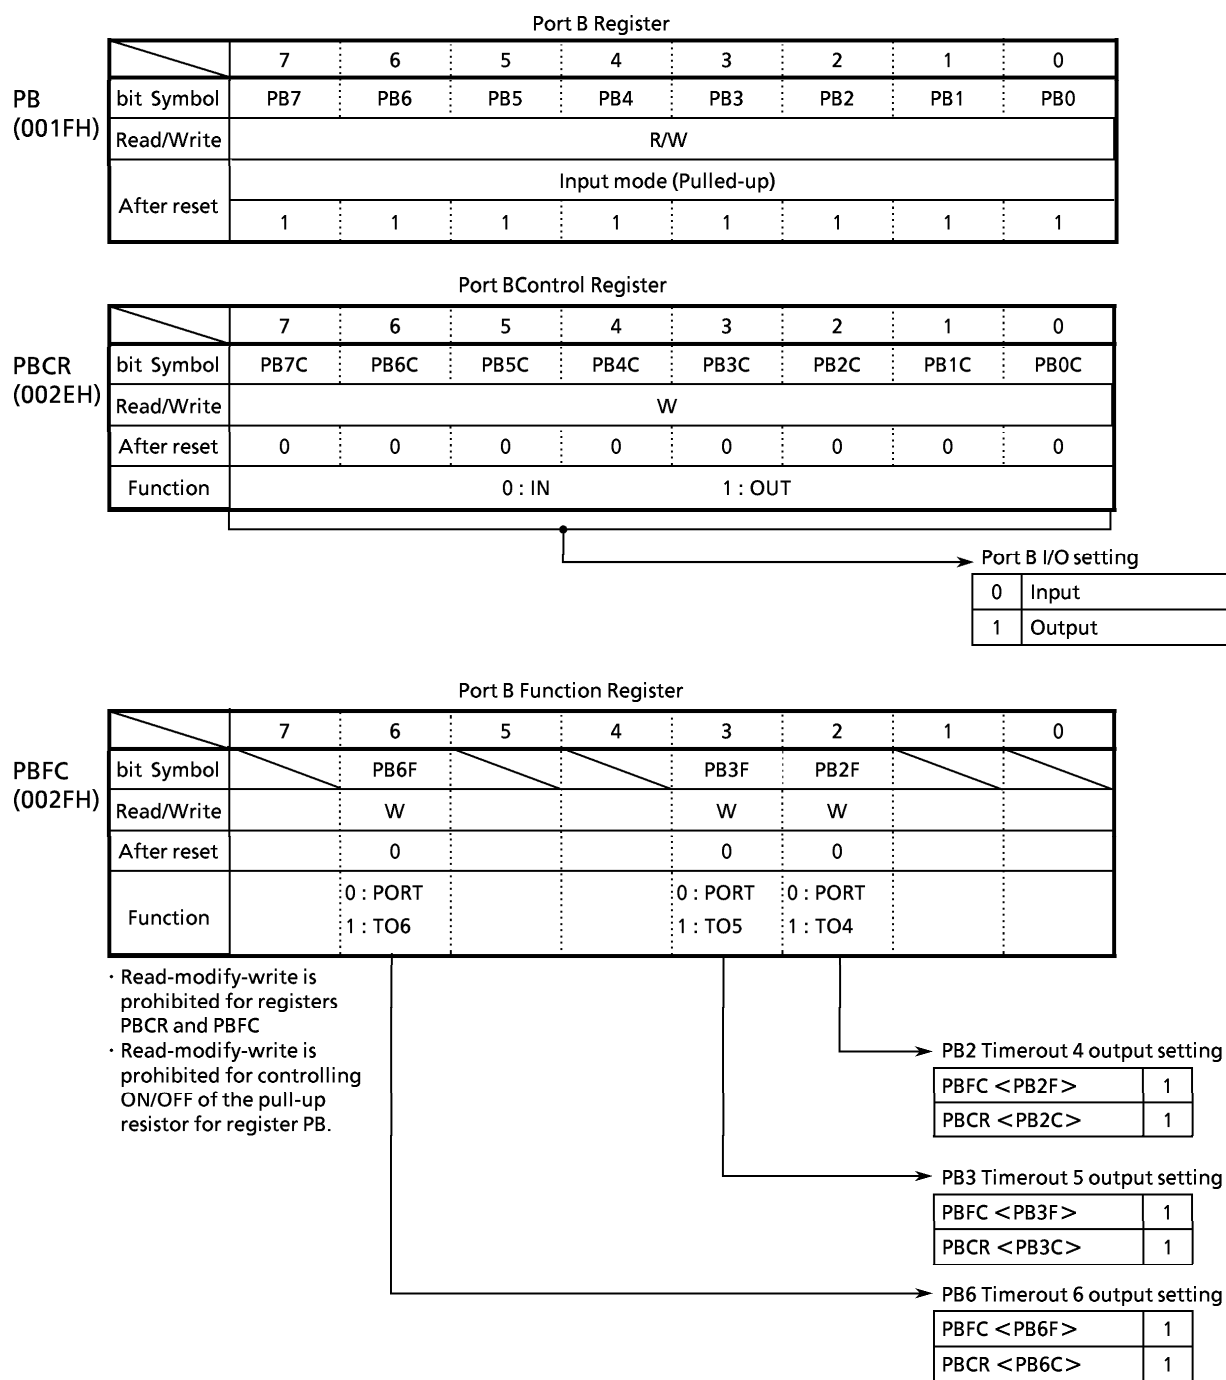 Port B Register
7 6 5 4 3 2 1 0
PB (001FH)
bit Symbol PB7 PB6 PB5 PB4 PB3 PB2 PB1 PB0
Read/Write R/W
After reset Input mode (Pulled-up)
1 1 1 1 1 1 1 1
Port BControl Register
7 6 5 4 3 2 1 0
PBCR (002EH)
bit Symbol PB7C PB6C PB5C PB4C PB3C PB2C PB1C PB0C
Read/Write W
After reset 0 0 0 0 0 0 0 0
Function 0 : IN 1 : OUT
Port B I/O setting
0 Input
1 Output
Port B Function Register
7 6 5 4 3 2 1 0
PBFC (002FH)
bit Symbol PB6F PB3F PB2F
Read/Write W W W
After reset 0 0 0
Function 0 : PORT 0 : PORT 0 : PORT
1 : TO6 1 : TO5 1 : TO4
· Read-modify-write is
prohibited for registers
PBCR and PBFC
· Read-modify-write is
prohibited for controlling
ON/OFF of the pull-up
resistor for register PB.
PB2 Timerout 4 output setting
PBFC <PB2F> 1
PBCR <PB2C> 1
PB3 Timerout 5 output setting
PBFC <PB3F> 1
PBCR <PB3C> 1
PB6 Timerout 6 output setting
PBFC <PB6F> 1
PBCR <PB6C> 1